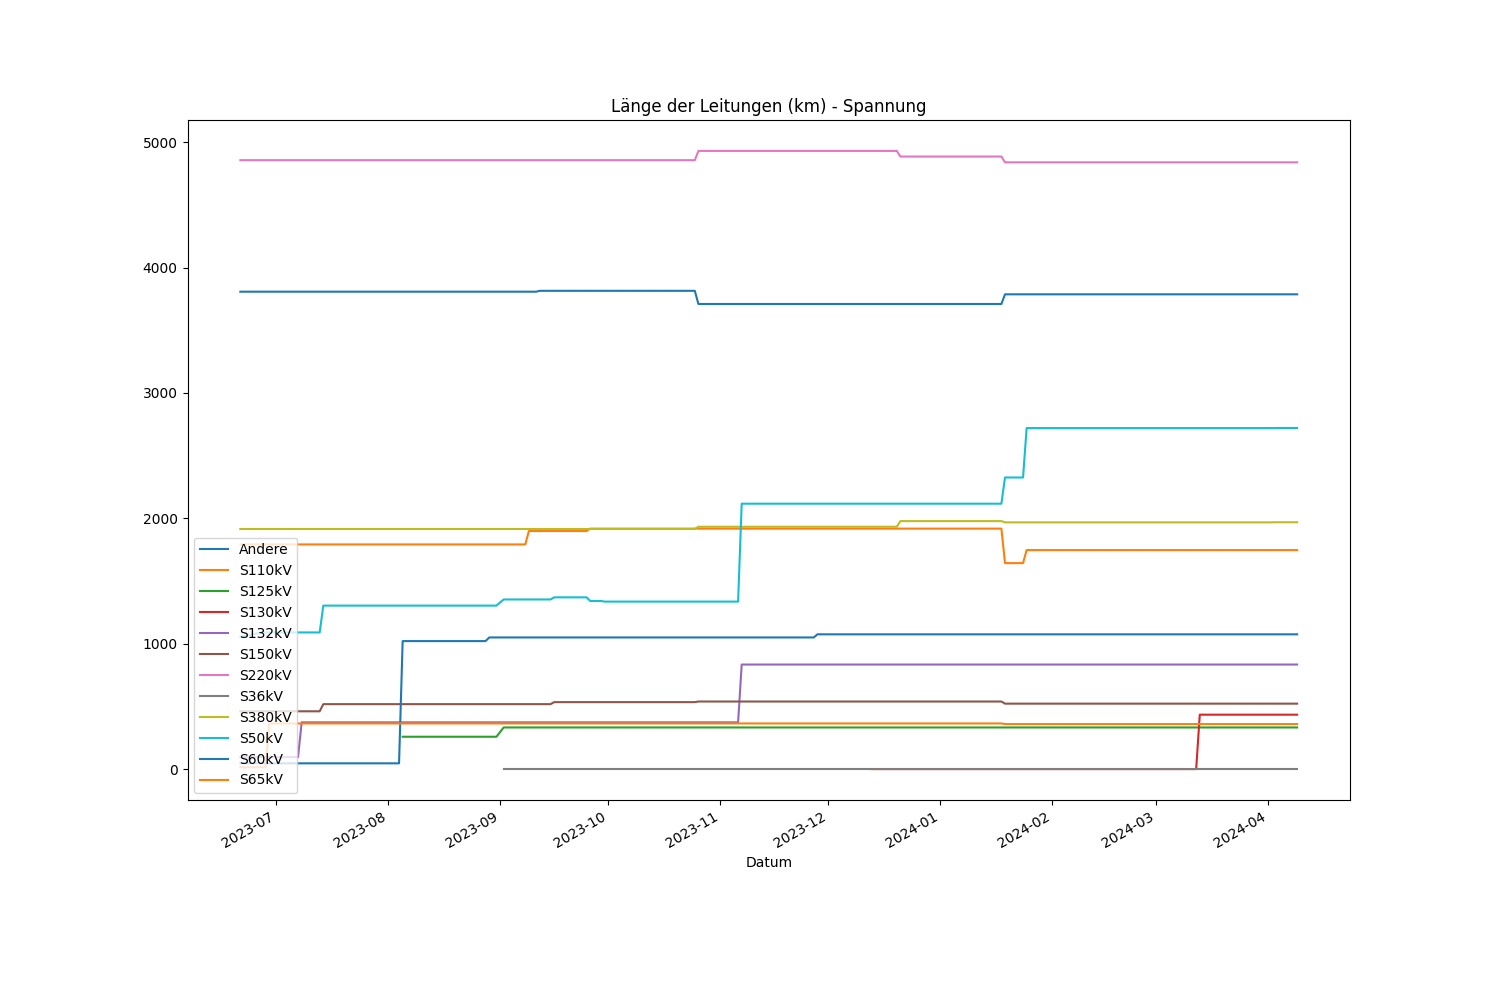 Länge der Leitungen (km) - Spannung
5000
4000
3000
2000
1000
0
Andere
S110kV
S125kV
S130kV
S132kV
S150kV
S220kV
S36kV
S380kV
S50kV
S60kV
S65kV
2023-07
2023-08
2023-09
2023-10
2023-11
2023-12
2024-01
2024-02
2024-03
2024-04
Datum